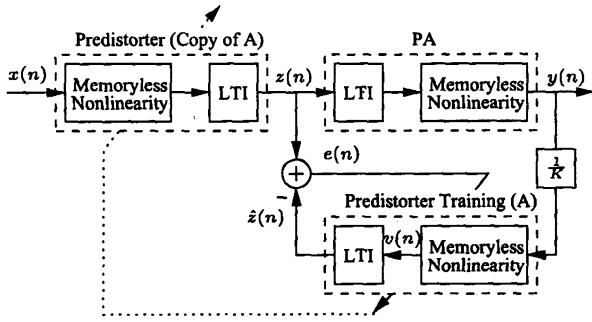 Predistorter (Copy of A)
PA
x(n)
Memoryless
Nonlinearity
LTI
z(n)
LTI
Memoryless
Nonlinearity
y(n)
e(n)
1/K
+
−
Predistorter Training (A)
ẑ(n)
LTI
v(n)
Memoryless
Nonlinearity